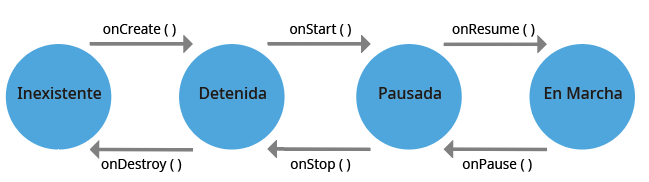 onCreate ( )
onStart ( )
onResume ( )
Inexistente
Detenida
Pausada
En Marcha
onDestroy ( )
onStop ( )
onPause ( )